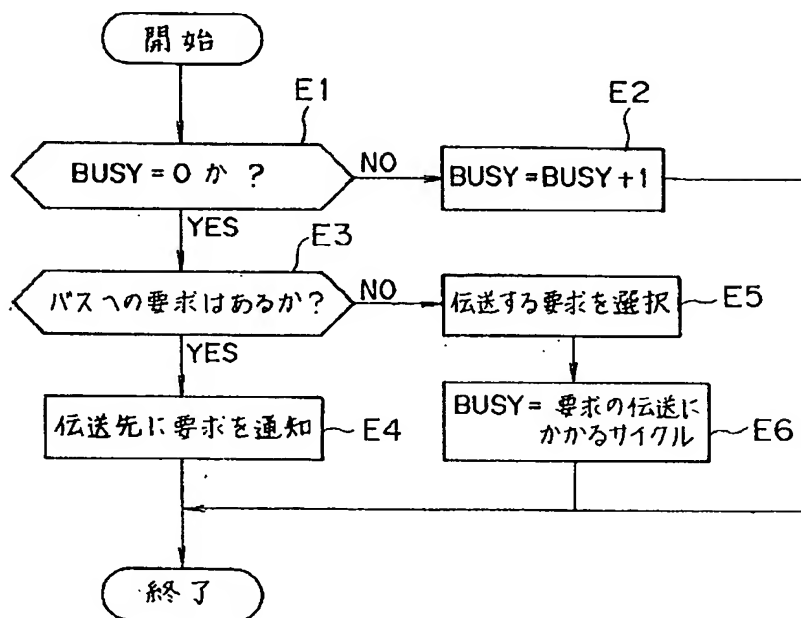 開始
E1
BUSY=0か?
NO
E2
BUSY=BUSY+1
YES
E3
バスへの要求はあるか?
NO
伝送する要求を選択
E5
YES
伝送先に要求を通知
E4
BUSY=要求の伝送に
かかるサイクル
E6
終了